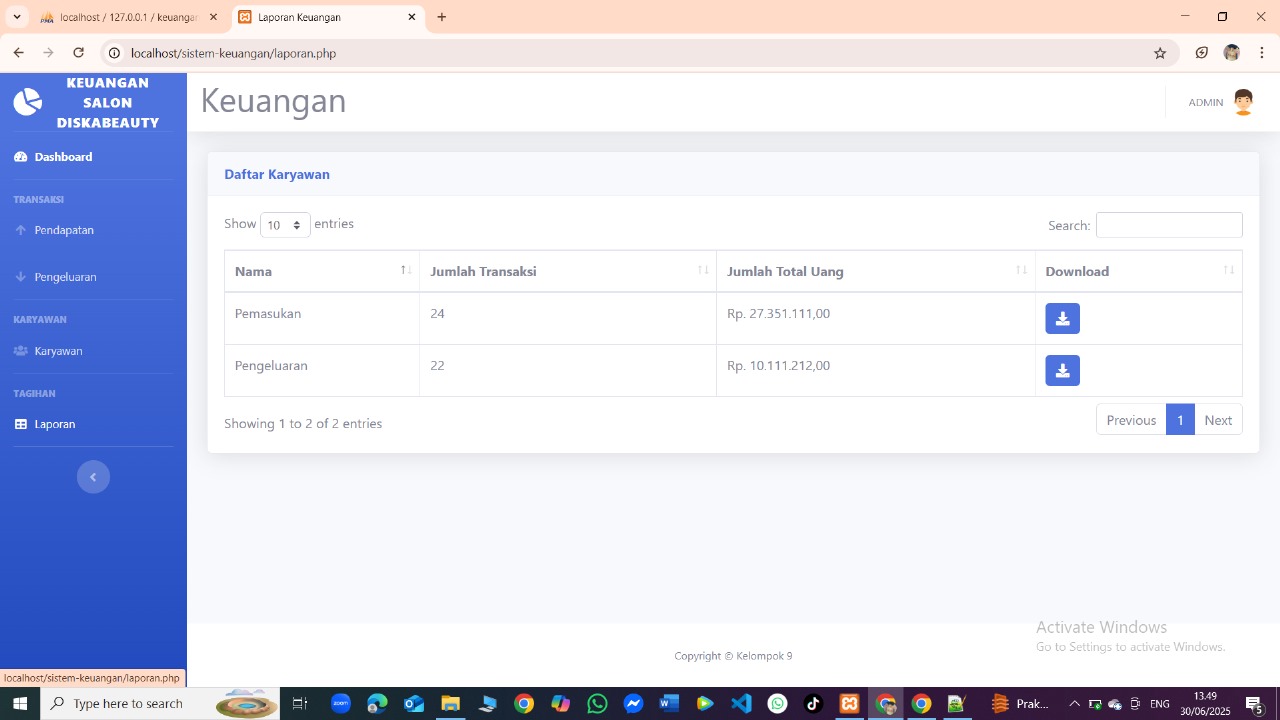 127.0.0.1 / keuangan
Laporan Keuangan
localhost/sistem-keuangan/laporan.php
KEUANGAN
SALON
DISKABEAUTY
Keuangan
ADMIN
Dashboard
TRANSAKSI
Pendapatan
Pengeluaran
KARYAWAN
Karyawan
TAGIHAN
Laporan
Daftar Karyawan
Show 10 entries
Search:
Nama Jumlah Transaksi Jumlah Total Uang Download
Pemasukan 24 Rp. 27.351.111,00
Pengeluaran 22 Rp. 10.111.212,00
Showing 1 to 2 of 2 entries
Previous 1 Next
Activate Windows
Go to Settings to activate Windows.
Copyright © Kelompok 9
localhost/sistem-keuangan/laporan.php
Type here to search
zoom
Prak...
ENG
13.49
30/06/2025
5